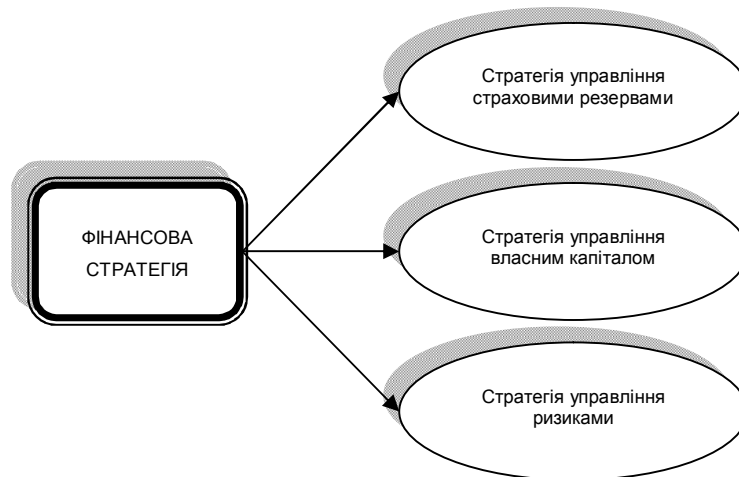 Стратегія управління
страховими резервами
ФІНАНСОВА
СТРАТЕГІЯ
Стратегія управління
власним капіталом
Стратегія управління
ризиками